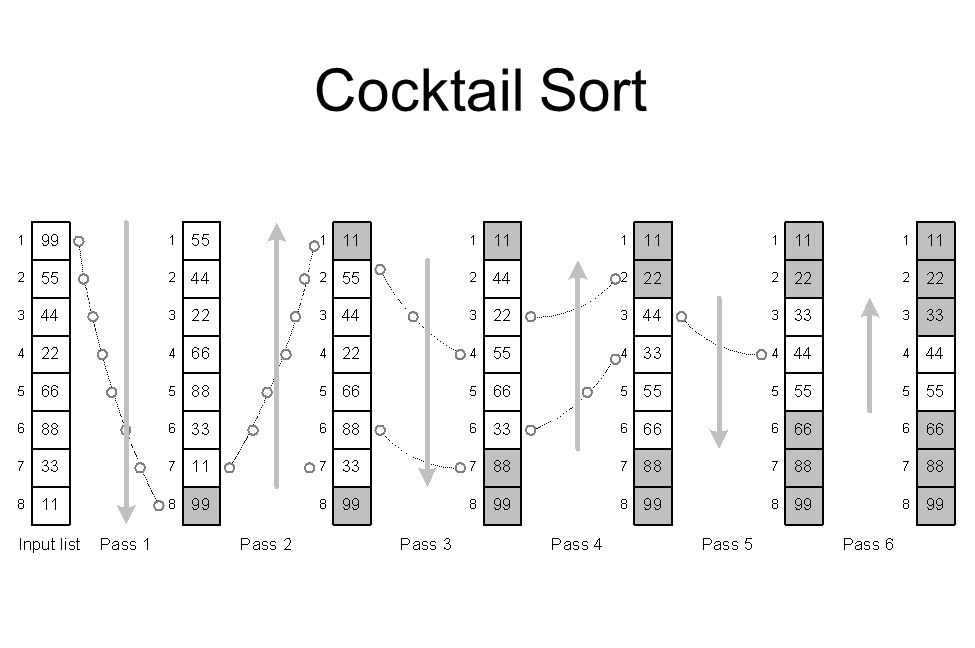 Cocktail Sort
1 99 1 55 1 11 1 11 1 11 1 11 1 11
2 55 2 44 2 55 2 44 2 22 2 22 2 22
3 44 3 22 3 44 3 22 3 44 3 33 3 33
4 22 4 66 4 22 4 55 4 33 4 44 4 44
5 66 5 88 5 66 5 66 5 55 5 55 5 55
6 88 6 33 6 88 6 33 6 66 6 66 6 66
7 33 7 11 7 33 7 88 7 88 7 88 7 88
8 11 8 99 8 99 8 99 8 99 8 99 8 99
Input list Pass 1 Pass 2 Pass 3 Pass 4 Pass 5 Pass 6